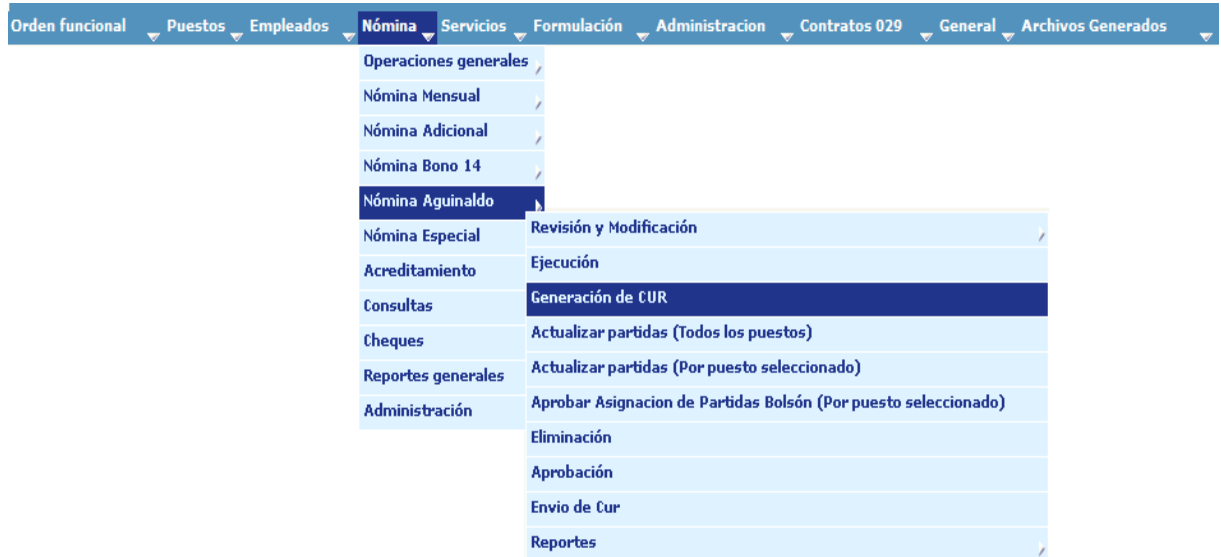 Orden funcional Puestos Empleados Nómina Servicios Formulación Administracion Contratos 029 General Archivos Generados
Operaciones generales
Nómina Mensual
Nómina Adicional
Nómina Bono 14
Nómina Aguinaldo
Nómina Especial
Acreditamiento
Consultas
Cheques
Reportes generales
Administración
Revisión y Modificación
Ejecución
Generación de CUR
Actualizar partidas (Todos los puestos)
Actualizar partidas (Por puesto seleccionado)
Aprobar Asignacion de Partidas Bolsón (Por puesto seleccionado)
Eliminación
Aprobación
Envio de Cur
Reportes